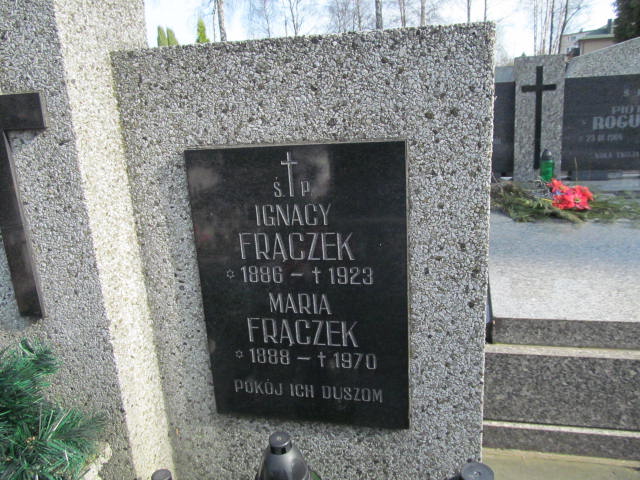 Ś. P.
IGNACY
FRĄCZEK
* 1886 – † 1923
MARIA
FRĄCZEK
* 1888 – † 1970
POKÓJ ICH DUSZOM